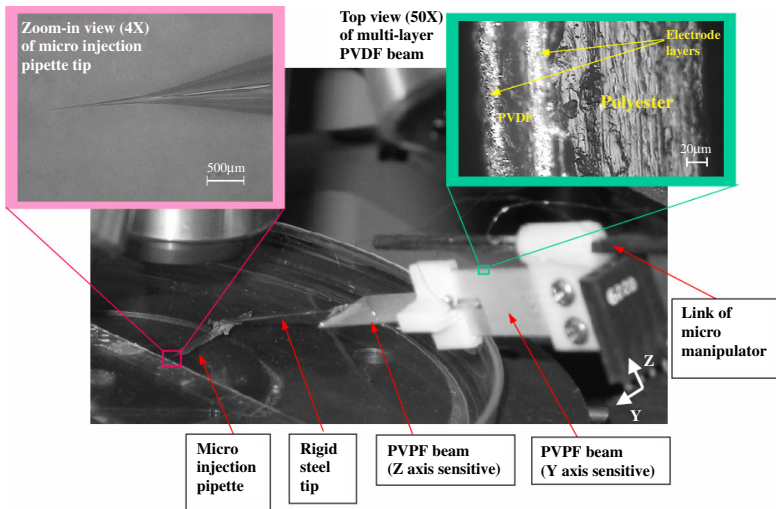 Zoom-in view (4X)
of micro injection
pipette tip
500μm
Top view (50X)
of multi-layer
PVDF beam
Electrode
layers
PVDF
Polyester
20μm
Link of
micro
manipulator
Z
Y
Micro
injection
pipette
Rigid
steel
tip
PVPF beam
(Z axis sensitive)
PVPF beam
(Y axis sensitive)